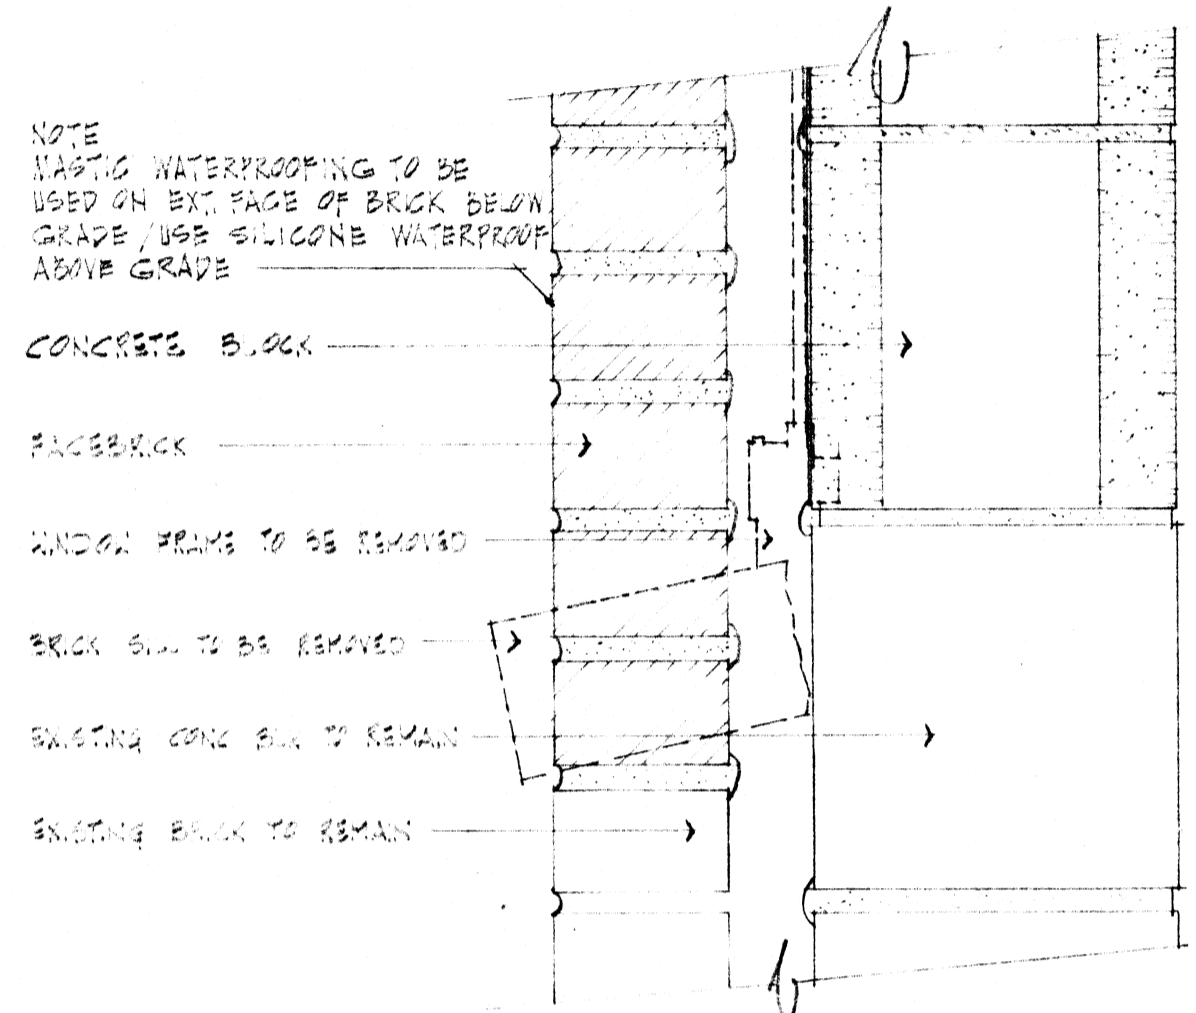 NOTE
MASTIC WATERPROOFING TO BE
USED ON EXT. FACE OF BRICK BELOW
GRADE / USE SILICONE WATERPROOF
ABOVE GRADE
CONCRETE BLOCK
FACEBRICK
WINDOW FRAME TO BE REMOVED
BRICK SILL TO BE REMOVED
EXISTING CONC BLK TO REMAIN
EXISTING BRICK TO REMAIN